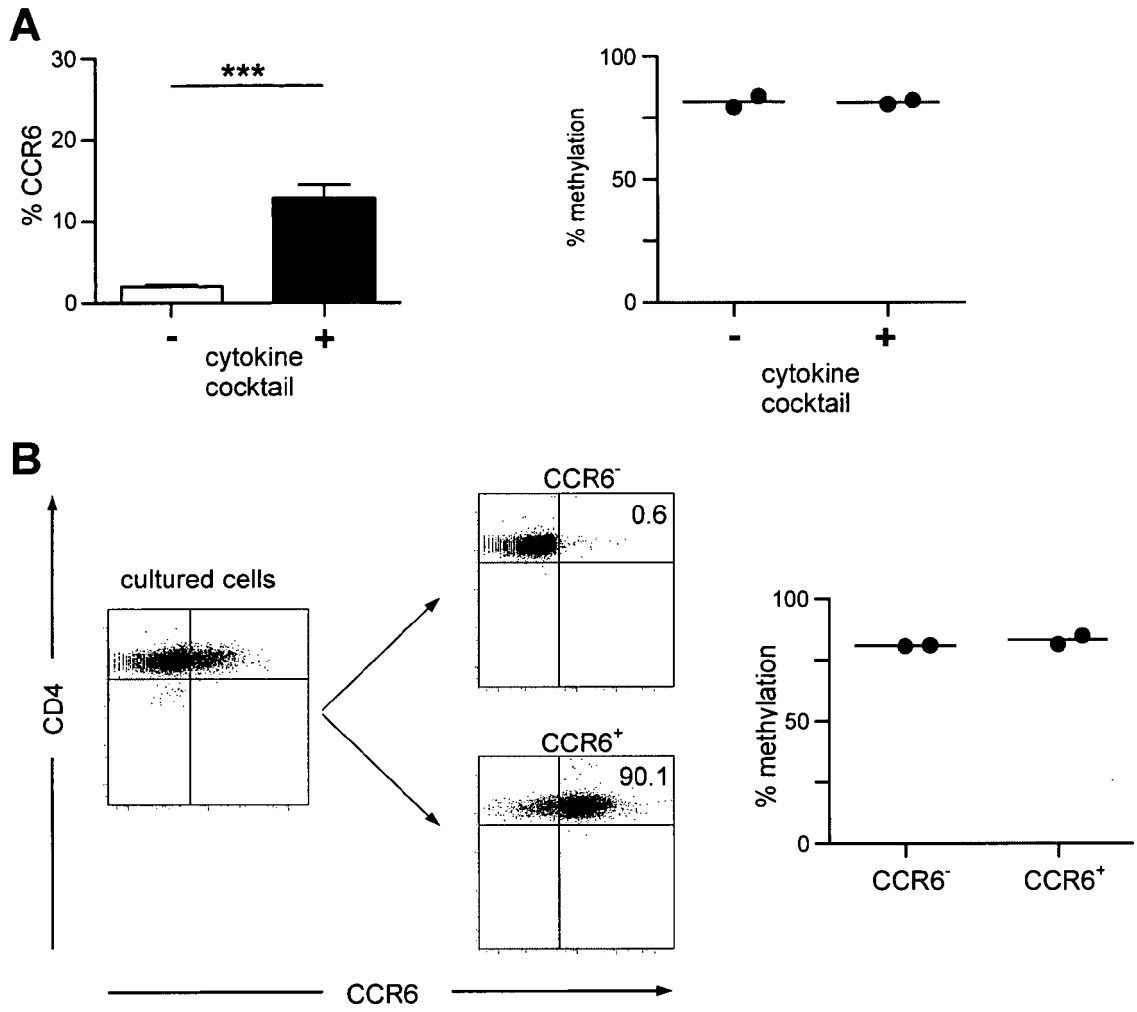 A
30
20
10
0
% CCR6
***
-
+
cytokine
cocktail
100
50
0
% methylation
-
+
cytokine
cocktail
B
CD4
cultured cells
CCR6⁻
0.6
CCR6⁺
90.1
CCR6
100
50
0
% methylation
CCR6⁻
CCR6⁺